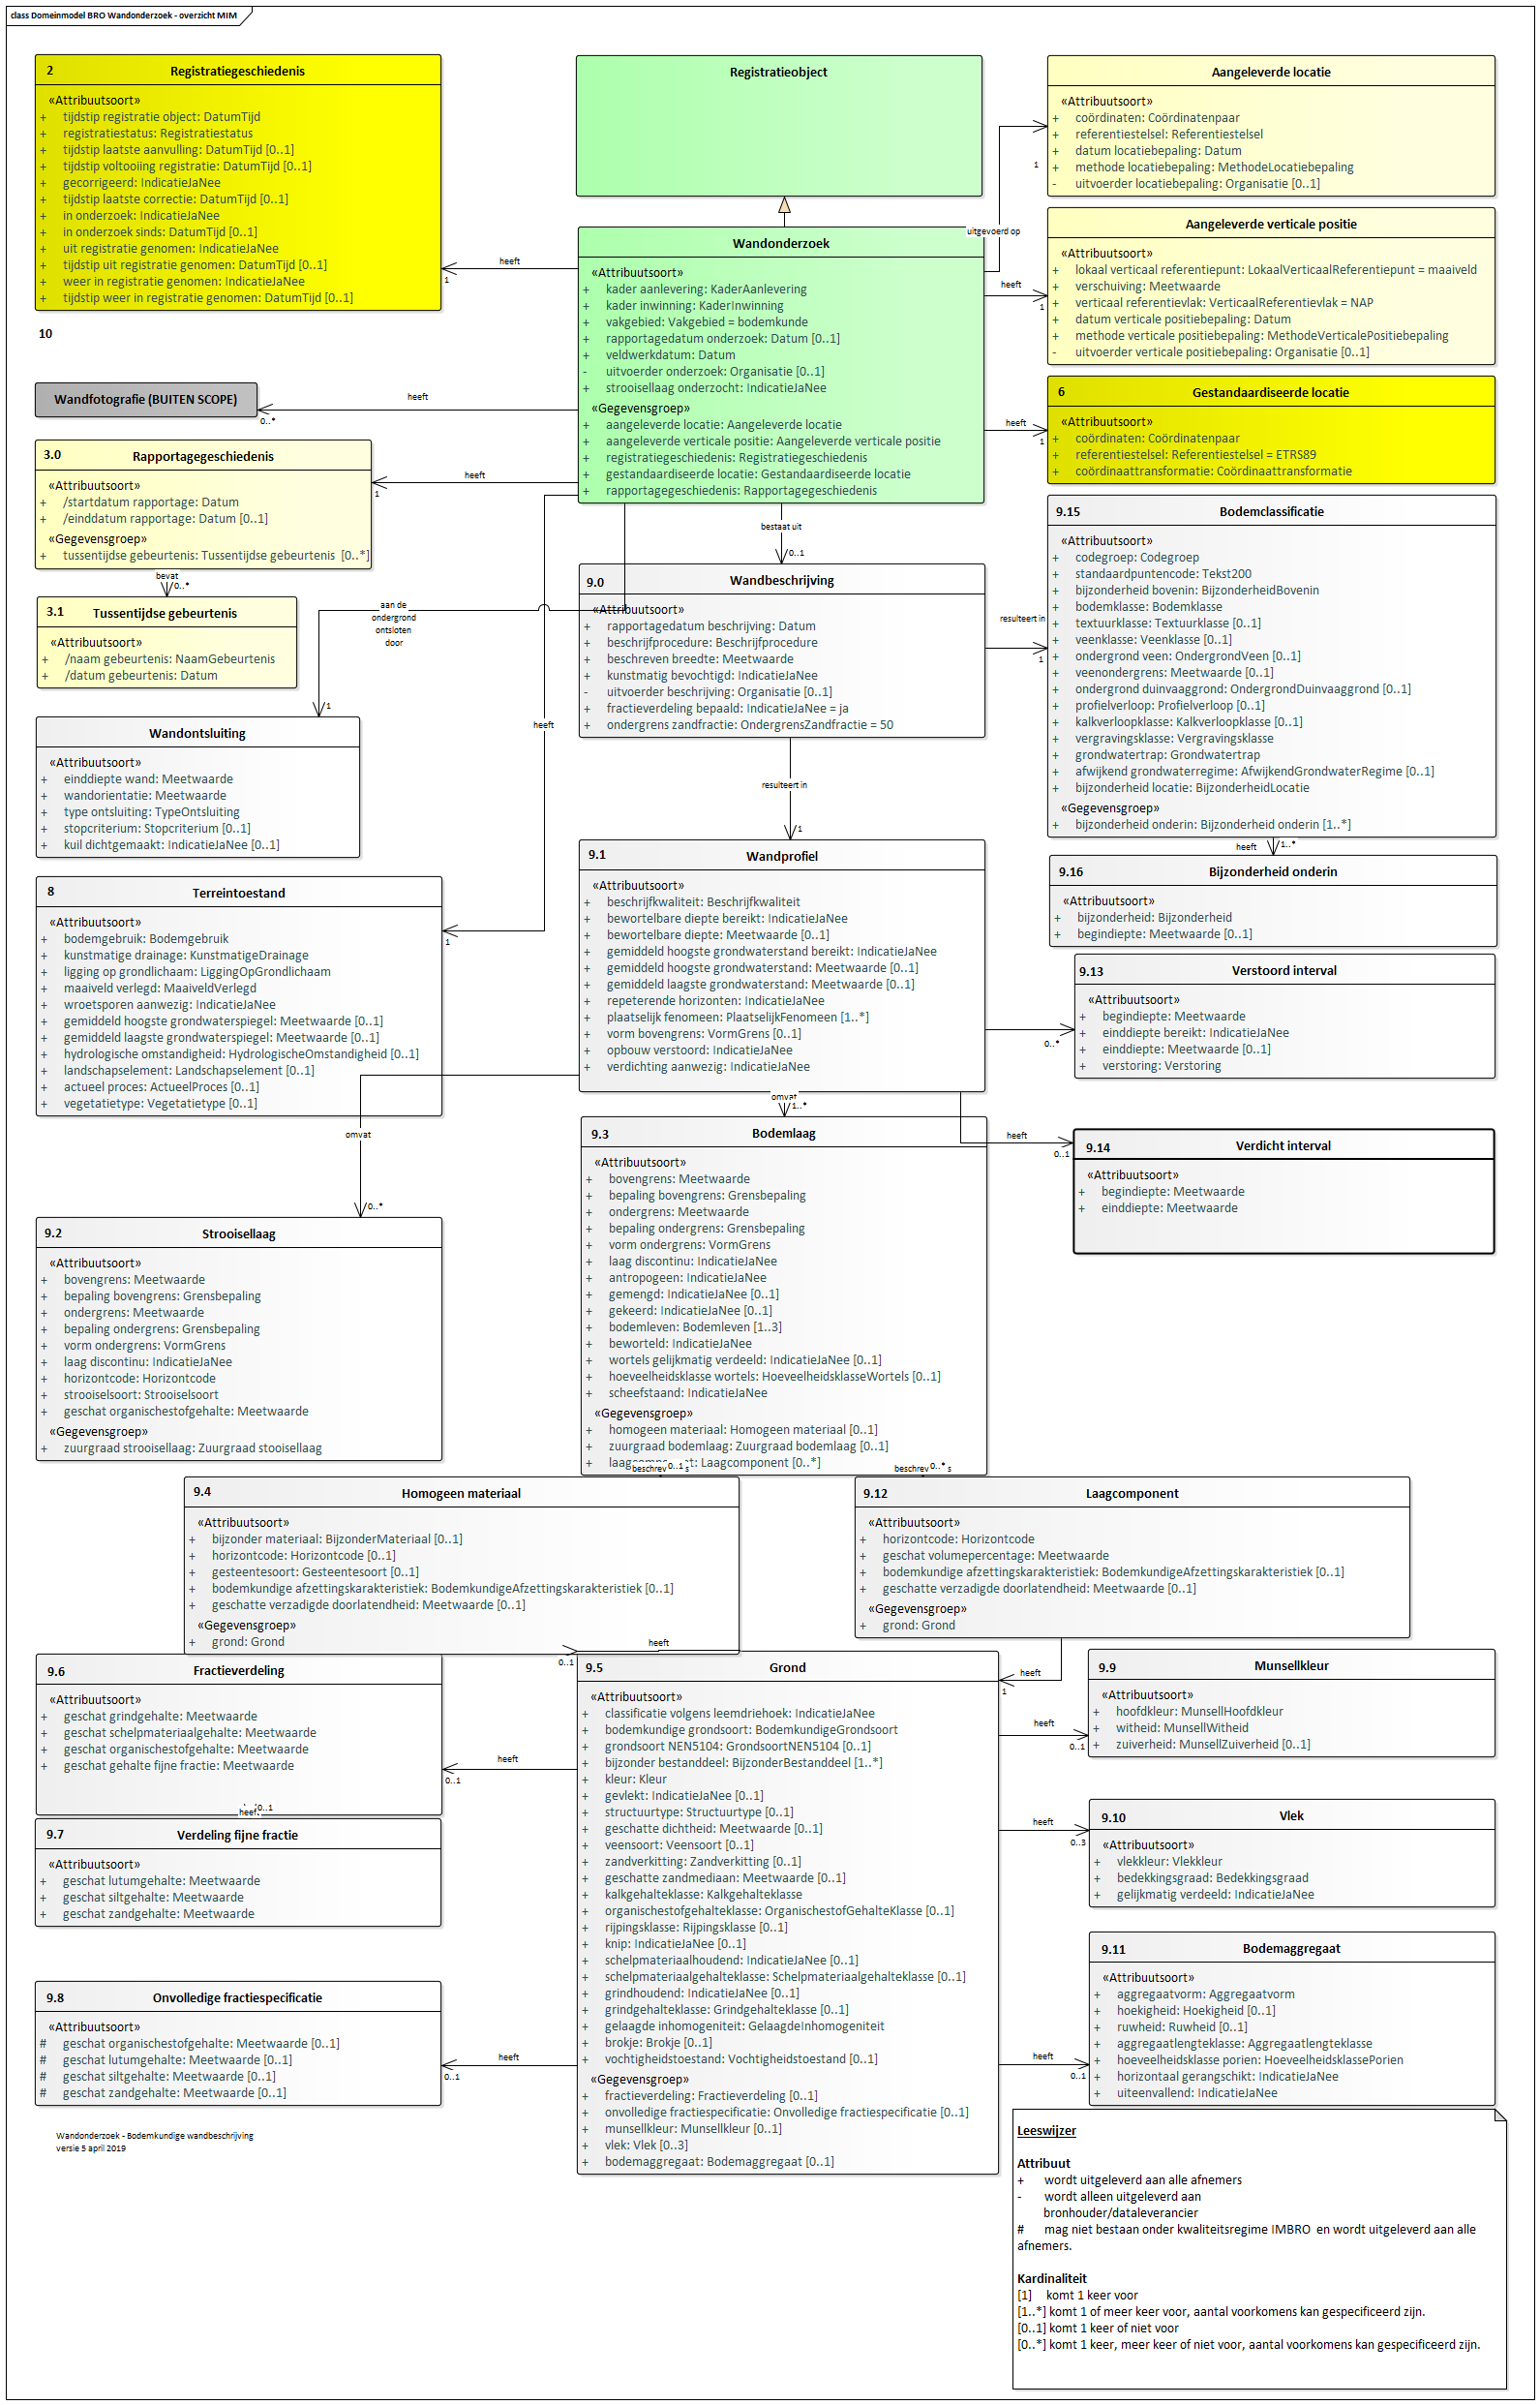 class Domeinmodel BRO Wandonderzoek - overzicht MIM
2 Registratiegeschiedenis
«Attribuutsoort»
+ tijdstip registratie object: DatumTijd
+ registratiestatus: Registratiestatus
+ tijdstip laatste aanvulling: DatumTijd [0..1]
+ tijdstip voltooiing registratie: DatumTijd [0..1]
+ gecorrigeerd: IndicatieJaNee
+ tijdstip laatste correctie: DatumTijd [0..1]
+ in onderzoek: IndicatieJaNee
+ in onderzoek sinds: DatumTijd [0..1]
+ uit registratie genomen: IndicatieJaNee
+ tijdstip uit registratie genomen: DatumTijd [0..1]
+ weer in registratie genomen: IndicatieJaNee
+ tijdstip weer in registratie genomen: DatumTijd [0..1]
10
Registratieobject
Aangeleverde locatie
«Attribuutsoort»
+ coördinaten: Coördinatenpaar
+ referentiestelsel: Referentiestelsel
+ datum locatiebepaling: Datum
+ methode locatiebepaling: MethodeLocatiebepaling
- uitvoerder locatiebepaling: Organisatie [0..1]
1
uitgevoerd op
Wandonderzoek
«Attribuutsoort»
+ kader aanlevering: KaderAanlevering
+ kader inwinning: KaderInwinning
+ vakgebied: Vakgebied = bodemkunde
+ rapportagedatum onderzoek: Datum [0..1]
+ veldwerkdatum: Datum
- uitvoerder onderzoek: Organisatie [0..1]
+ strooisellaag onderzocht: IndicatieJaNee
«Gegevensgroep»
+ aangeleverde locatie: Aangeleverde locatie
+ aangeleverde verticale positie: Aangeleverde verticale positie
+ registratiegeschiedenis: Registratiegeschiedenis
+ gestandaardiseerde locatie: Gestandaardiseerde locatie
+ rapportagegeschiedenis: Rapportagegeschiedenis
heeft
1
heeft
1
Aangeleverde verticale positie
«Attribuutsoort»
+ lokaal verticaal referentiepunt: LokaalVerticaalReferentiepunt = maaiveld
+ verschuiving: Meetwaarde
+ verticaal referentievlak: VerticaalReferentievlak = NAP
+ datum verticale positiebepaling: Datum
+ methode verticale positiebepaling: MethodeVerticalePositiebepaling
- uitvoerder verticale positiebepaling: Organisatie [0..1]
Wandfotografie (BUITEN SCOPE)
heeft
0..*
heeft
1
6 Gestandaardiseerde locatie
«Attribuutsoort»
+ coördinaten: Coördinatenpaar
+ referentiestelsel: Referentiestelsel = ETRS89
+ coördinaattransformatie: Coördinaattransformatie
3.0 Rapportagegeschiedenis
«Attribuutsoort»
+ /startdatum rapportage: Datum
+ /einddatum rapportage: Datum [0..1]
«Gegevensgroep»
+ tussentijdse gebeurtenis: Tussentijdse gebeurtenis [0..*]
heeft
1
bevat
0..*
3.1 Tussentijdse gebeurtenis
«Attribuutsoort»
+ /naam gebeurtenis: NaamGebeurtenis
+ /datum gebeurtenis: Datum
bestaat uit
0..1
9.0 Wandbeschrijving
«Attribuutsoort»
+ rapportagedatum beschrijving: Datum
+ beschrijfprocedure: Beschrijfprocedure
+ beschreven breedte: Meetwaarde
+ kunstmatig bevochtigd: IndicatieJaNee
- uitvoerder beschrijving: Organisatie [0..1]
+ fractieverdeling bepaald: IndicatieJaNee = ja
+ ondergrens zandfractie: OndergrensZandfractie = 50
aan de
ondergrond
ontsloten
door
1
resulteert in
1
9.15 Bodemclassificatie
«Attribuutsoort»
+ codegroep: Codegroep
+ standaardpuntencode: Tekst200
+ bijzonderheid bovenin: BijzonderheidBovenin
+ bodemklasse: Bodemklasse
+ textuurklasse: Textuurklasse [0..1]
+ veenklasse: Veenklasse [0..1]
+ ondergrond veen: OndergrondVeen [0..1]
+ veenondergrens: Meetwaarde [0..1]
+ ondergrond duinvaaggrond: OndergrondDuinvaaggrond [0..1]
+ profielverloop: Profielverloop [0..1]
+ kalkverloopklasse: Kalkverloopklasse [0..1]
+ vergravingsklasse: Vergravingsklasse
+ grondwatertrap: Grondwatertrap
+ afwijkend grondwaterregime: AfwijkendGrondwaterRegime [0..1]
+ bijzonderheid locatie: BijzonderheidLocatie
«Gegevensgroep»
+ bijzonderheid onderin: Bijzonderheid onderin [1..*]
heeft
1..*
Wandontsluiting
«Attribuutsoort»
+ einddiepte wand: Meetwaarde
+ wandorientatie: Meetwaarde
+ type ontsluiting: TypeOntsluiting
+ stopcriterium: Stopcriterium [0..1]
+ kuil dichtgemaakt: IndicatieJaNee [0..1]
heeft
1
resulteert in
1
9.16 Bijzonderheid onderin
«Attribuutsoort»
+ bijzonderheid: Bijzonderheid
+ begindiepte: Meetwaarde [0..1]
8 Terreintoestand
«Attribuutsoort»
+ bodemgebruik: Bodemgebruik
+ kunstmatige drainage: KunstmatigeDrainage
+ ligging op grondlichaam: LiggingOpGrondlichaam
+ maaiveld verlegd: MaaiveldVerlegd
+ wroetsporen aanwezig: IndicatieJaNee
+ gemiddeld hoogste grondwaterspiegel: Meetwaarde [0..1]
+ gemiddeld laagste grondwaterspiegel: Meetwaarde [0..1]
+ hydrologische omstandigheid: HydrologischeOmstandigheid [0..1]
+ landschapselement: Landschapselement [0..1]
+ actueel proces: ActueelProces [0..1]
+ vegetatietype: Vegetatietype [0..1]
9.1 Wandprofiel
«Attribuutsoort»
+ beschrijfkwaliteit: Beschrijfkwaliteit
+ bewortelbare diepte bereikt: IndicatieJaNee
+ bewortelbare diepte: Meetwaarde [0..1]
+ gemiddeld hoogste grondwaterstand bereikt: IndicatieJaNee
+ gemiddeld hoogste grondwaterstand: Meetwaarde [0..1]
+ gemiddeld laagste grondwaterstand: Meetwaarde [0..1]
+ repeterende horizonten: IndicatieJaNee
+ plaatselijk fenomeen: PlaatselijkFenomeen [1..*]
+ vorm bovengrens: VormGrens [0..1]
+ opbouw verstoord: IndicatieJaNee
+ verdichting aanwezig: IndicatieJaNee
9.13 Verstoord interval
«Attribuutsoort»
+ begindiepte: Meetwaarde
+ einddiepte bereikt: IndicatieJaNee
+ einddiepte: Meetwaarde [0..1]
+ verstoring: Verstoring
0..*
omvat
0..*
omvat
1..*
heeft
0..1
9.14 Verdicht interval
«Attribuutsoort»
+ begindiepte: Meetwaarde
+ einddiepte: Meetwaarde
9.2 Strooisellaag
«Attribuutsoort»
+ bovengrens: Meetwaarde
+ bepaling bovengrens: Grensbepaling
+ ondergrens: Meetwaarde
+ bepaling ondergrens: Grensbepaling
+ vorm ondergrens: VormGrens
+ laag discontinu: IndicatieJaNee
+ horizontcode: Horizontcode
+ strooiselsoort: Strooiselsoort
+ geschat organischestofgehalte: Meetwaarde
«Gegevensgroep»
+ zuurgraad strooisellaag: Zuurgraad stooisellaag
9.3 Bodemlaag
«Attribuutsoort»
+ bovengrens: Meetwaarde
+ bepaling bovengrens: Grensbepaling
+ ondergrens: Meetwaarde
+ bepaling ondergrens: Grensbepaling
+ vorm ondergrens: VormGrens
+ laag discontinu: IndicatieJaNee
+ antropogeen: IndicatieJaNee
+ gemengd: IndicatieJaNee [0..1]
+ gekeerd: IndicatieJaNee [0..1]
+ bodemleven: Bodemleven [1..3]
+ beworteld: IndicatieJaNee
+ wortels gelijkmatig verdeeld: IndicatieJaNee [0..1]
+ hoeveelheidsklasse wortels: HoeveelheidsklasseWortels [0..1]
+ scheefstaand: IndicatieJaNee
«Gegevensgroep»
+ homogeen materiaal: Homogeen materiaal [0..1]
+ zuurgraad bodemlaag: Zuurgraad bodemlaag [0..1]
+ Laagcomponent [0..*]
0..1
0..*
9.4 Homogeen materiaal
«Attribuutsoort»
+ bijzonder materiaal: BijzonderMateriaal [0..1]
+ horizontcode: Horizontcode [0..1]
+ gesteentesoort: Gesteentesoort [0..1]
+ bodemkundige afzettingskarakteristiek: BodemkundigeAfzettingskarakteristiek [0..1]
+ geschatte verzadigde doorlatendheid: Meetwaarde [0..1]
«Gegevensgroep»
+ grond: Grond
9.12 Laagcomponent
«Attribuutsoort»
+ horizontcode: Horizontcode
+ geschat volumepercentage: Meetwaarde
+ bodemkundige afzettingskarakteristiek: BodemkundigeAfzettingskarakteristiek [0..1]
+ geschatte verzadigde doorlatendheid: Meetwaarde [0..1]
«Gegevensgroep»
+ grond: Grond
heeft
0..1
heeft
1
9.6 Fractieverdeling
«Attribuutsoort»
+ geschat grindgehalte: Meetwaarde
+ geschat schelpmateriaalgehalte: Meetwaarde
+ geschat organischestofgehalte: Meetwaarde
+ geschat gehalte fijne fractie: Meetwaarde
heeft
0..1
heeft
0..1
9.7 Verdeling fijne fractie
«Attribuutsoort»
+ geschat lutumgehalte: Meetwaarde
+ geschat siltgehalte: Meetwaarde
+ geschat zandgehalte: Meetwaarde
9.8 Onvolledige fractiespecificatie
«Attribuutsoort»
# geschat organischestofgehalte: Meetwaarde [0..1]
# geschat lutumgehalte: Meetwaarde [0..1]
# geschat siltgehalte: Meetwaarde [0..1]
# geschat zandgehalte: Meetwaarde [0..1]
heeft
0..1
9.5 Grond
«Attribuutsoort»
+ classificatie volgens leemdriehoek: IndicatieJaNee
+ bodemkundige grondsoort: BodemkundigeGrondsoort
+ grondsoort NEN5104: GrondsoortNEN5104 [0..1]
+ bijzonder bestanddeel: BijzonderBestanddeel [1..*]
+ kleur: Kleur
+ gevlekt: IndicatieJaNee [0..1]
+ structuurtype: Structuurtype [0..1]
+ geschatte dichtheid: Meetwaarde [0..1]
+ veensoort: Veensoort [0..1]
+ zandverkitting: Zandverkitting [0..1]
+ geschatte zandmediaan: Meetwaarde [0..1]
+ kalkgehalteklasse: Kalkgehalteklasse
+ organischestofgehalteklasse: OrganischestofGehalteKlasse [0..1]
+ rijpingsklasse: Rijpingsklasse [0..1]
+ knip: IndicatieJaNee [0..1]
+ schelpmateriaalhoudend: IndicatieJaNee [0..1]
+ schelpmateriaalgehalteklasse: Schelpmateriaalgehalteklasse [0..1]
+ grindhoudend: IndicatieJaNee [0..1]
+ grindgehalteklasse: Grindgehalteklasse [0..1]
+ gelaagde inhomogeniteit: GelaagdeInhomogeniteit
+ brokje: Brokje [0..1]
+ vochtigheidstoestand: Vochtigheidstoestand [0..1]
«Gegevensgroep»
+ fractieverdeling: Fractieverdeling [0..1]
+ onvolledige fractiespecificatie: Onvolledige fractiespecificatie [0..1]
+ munsellkleur: Munsellkleur [0..1]
+ vlek: Vlek [0..3]
+ bodemaggregaat: Bodemaggregaat [0..1]
heeft
0..1
9.9 Munsellkleur
«Attribuutsoort»
+ hoofdkleur: MunsellHoofdkleur
+ witheid: MunsellWitheid
+ zuiverheid: MunsellZuiverheid [0..1]
heeft
0..3
9.10 Vlek
«Attribuutsoort»
+ vlekkleur: Vlekkleur
+ bedekkingsgraad: Bedekkingsgraad
+ gelijkmatig verdeeld: IndicatieJaNee
heeft
0..1
9.11 Bodemaggregaat
«Attribuutsoort»
+ aggregaatvorm: Aggregaatvorm
+ hoekigheid: Hoekigheid [0..1]
+ ruwheid: Ruwheid [0..1]
+ aggregaatlengteklasse: Aggregaatlengteklasse
+ hoeveelheidsklasse porien: HoeveelheidsklassePorien
+ horizontaal gerangschikt: IndicatieJaNee
+ uiteenvallend: IndicatieJaNee
Wandonderzoek - Bodemkundige wandbeschrijving
versie 5 april 2019
Leeswijzer
Attribuut
+ wordt uitgeleverd aan alle afnemers
- wordt alleen uitgeleverd aan
bronhouder/dataleverancier
# mag niet bestaan onder kwaliteitsregime IMBRO en wordt uitgeleverd aan alle
afnemers.
Kardinaliteit
[1] komt 1 keer voor
[1..*] komt 1 of meer keer voor, aantal voorkomens kan gespecificeerd zijn.
[0..1] komt 1 keer of niet voor
[0..*] komt 1 keer, meer keer of niet voor, aantal voorkomens kan gespecificeerd zijn.